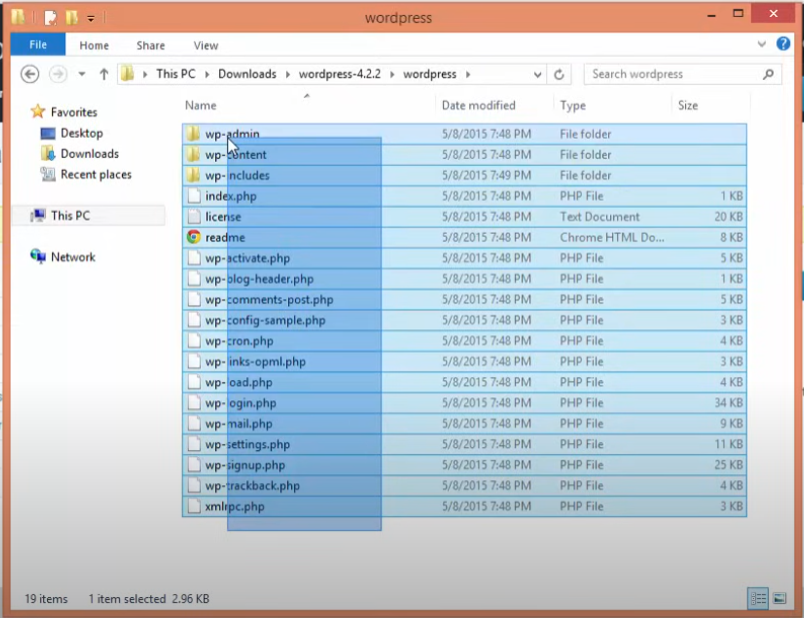 wordpress
File Home Share View
This PC Downloads wordpress-4.2.2 wordpress Search wordpress
Name Date modified Type Size
Favorites
Desktop
Downloads
Recent places
This PC
Network
wp-admin 5/8/2015 7:48 PM File folder
wp-content 5/8/2015 7:48 PM File folder
wp-includes 5/8/2015 7:49 PM File folder
index.php 5/8/2015 7:48 PM PHP File 1 KB
license 5/8/2015 7:48 PM Text Document 20 KB
readme 5/8/2015 7:48 PM Chrome HTML Do... 8 KB
wp-activate.php 5/8/2015 7:48 PM PHP File 5 KB
wp-blog-header.php 5/8/2015 7:48 PM PHP File 1 KB
wp-comments-post.php 5/8/2015 7:48 PM PHP File 5 KB
wp-config-sample.php 5/8/2015 7:48 PM PHP File 3 KB
wp-cron.php 5/8/2015 7:48 PM PHP File 4 KB
wp-links-opml.php 5/8/2015 7:48 PM PHP File 3 KB
wp-load.php 5/8/2015 7:48 PM PHP File 4 KB
wp-login.php 5/8/2015 7:48 PM PHP File 34 KB
wp-mail.php 5/8/2015 7:48 PM PHP File 9 KB
wp-settings.php 5/8/2015 7:48 PM PHP File 11 KB
wp-signup.php 5/8/2015 7:48 PM PHP File 25 KB
wp-trackback.php 5/8/2015 7:48 PM PHP File 4 KB
xmlrpc.php 5/8/2015 7:48 PM PHP File 3 KB
19 items 1 item selected 2.96 KB